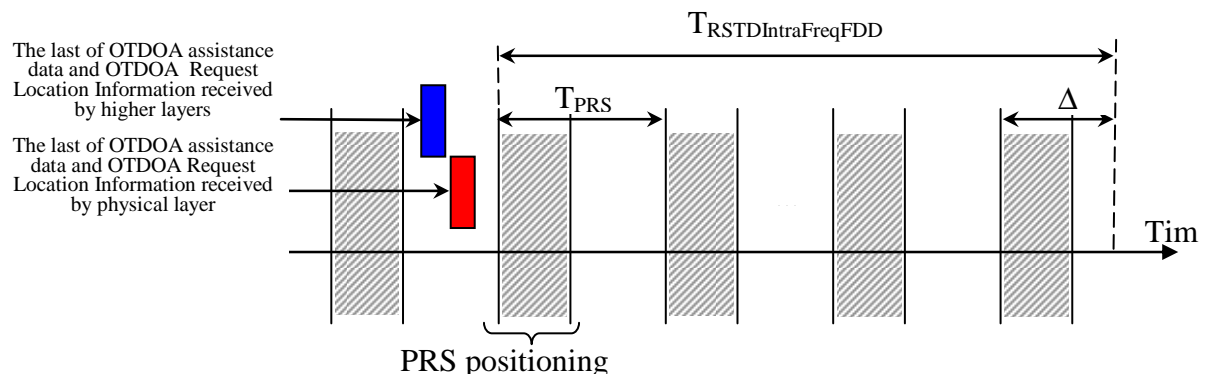 T_RSTDIntraFreqFDD
The last of OTDOA assistance
data and OTDOA Request
Location Information received
by higher layers
T_PRS
Δ
The last of OTDOA assistance
data and OTDOA Request
Location Information received
by physical layer
. . .
Tim
PRS positioning